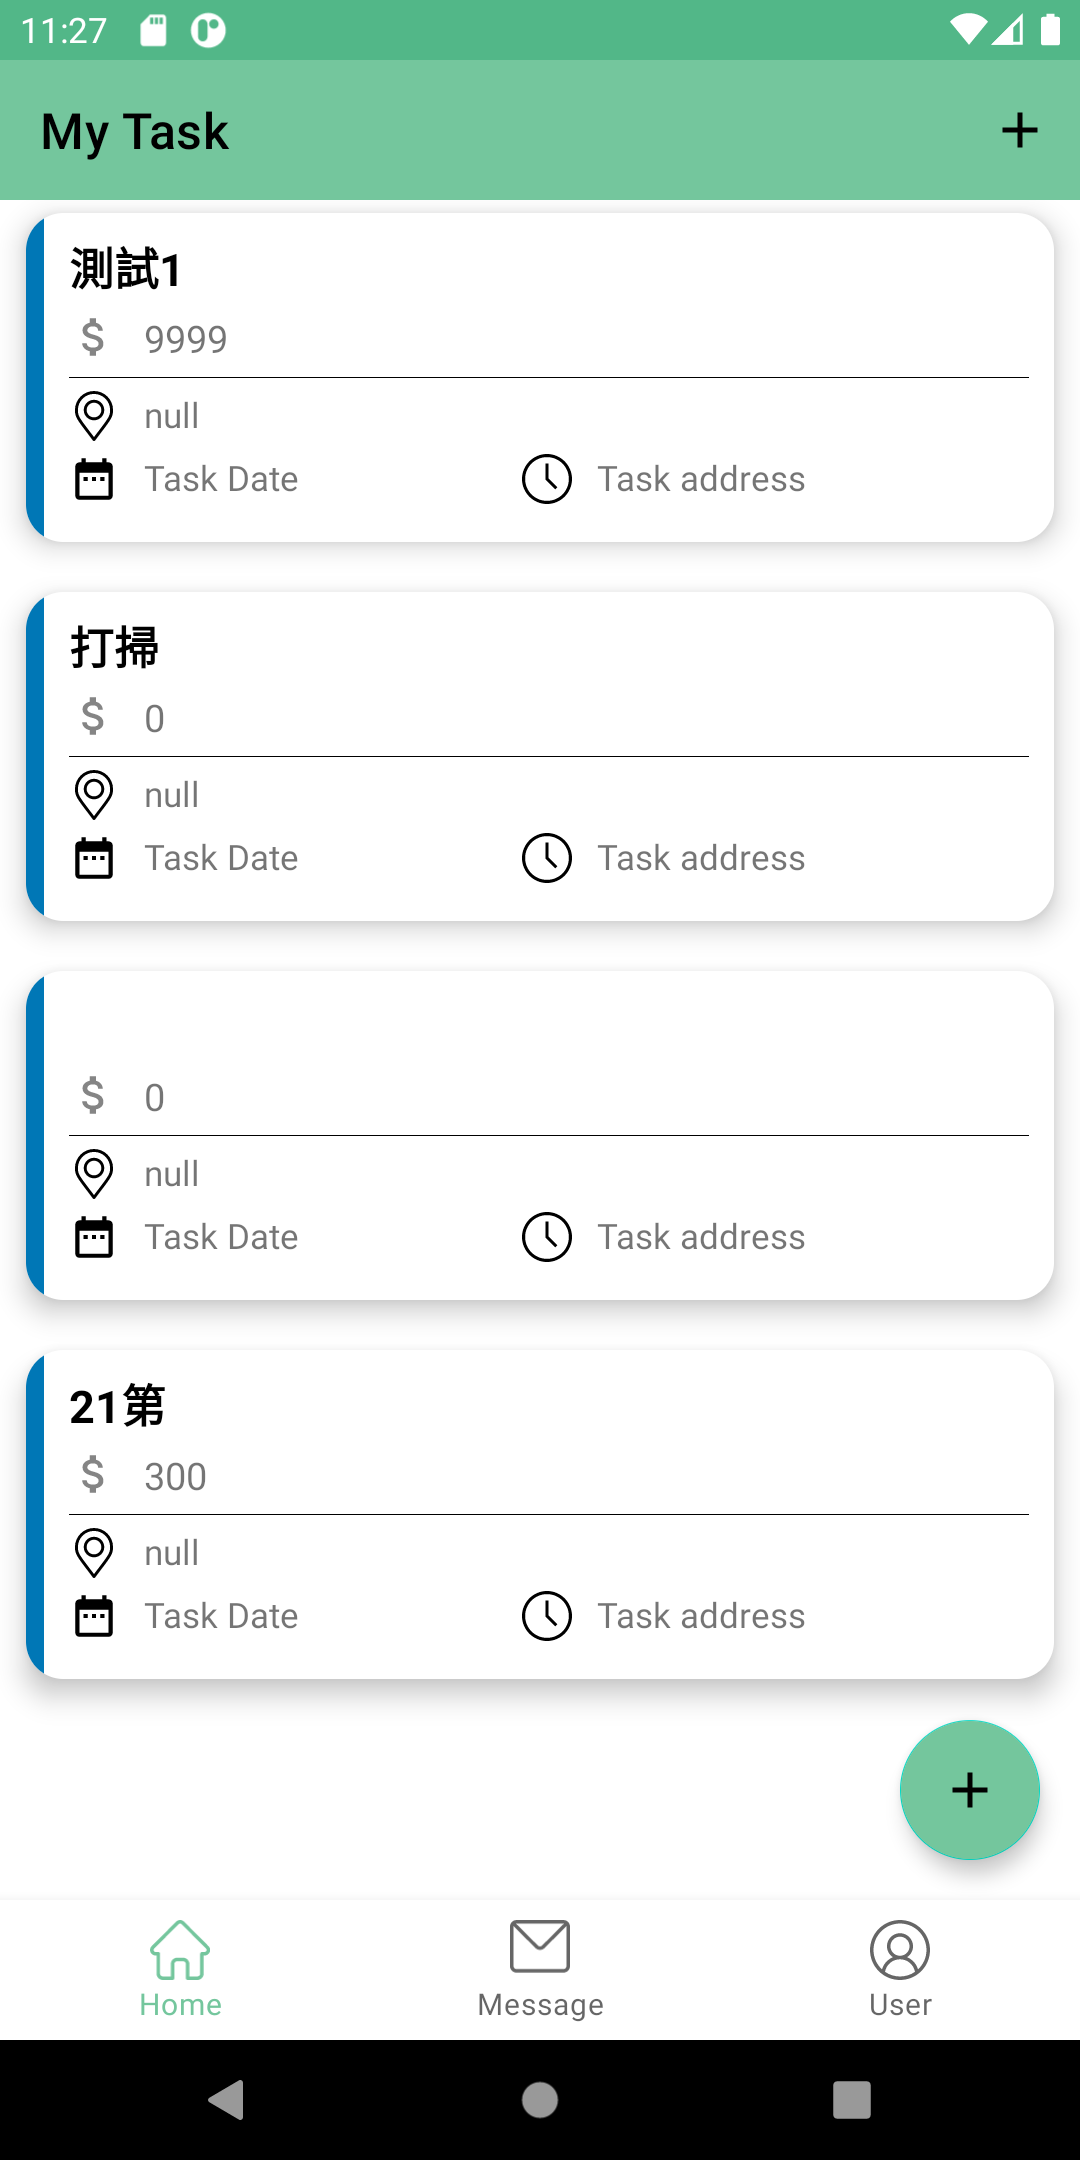 11:27
My Task
測試1
$ 9999
null
Task Date Task address
打掃
$ 0
null
Task Date Task address
$ 0
null
Task Date Task address
21第
$ 300
null
Task Date Task address
Home Message User